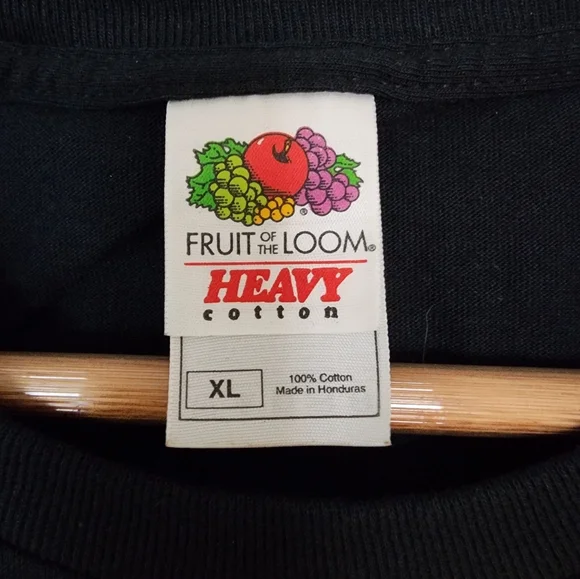 ®
FRUIT OF THE LOOM®
HEAVY
cotton
XL
100% Cotton
Made in Honduras